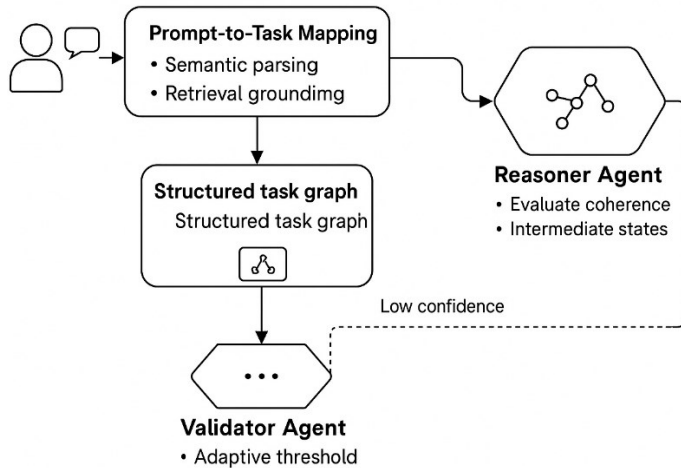 Prompt-to-Task Mapping
• Semantic parsing
• Retrieval groundimg
Structured task graph
Structured task graph
Reasoner Agent
• Evaluate coherence
• Intermediate states
Low confidence
Validator Agent
• Adaptive threshold